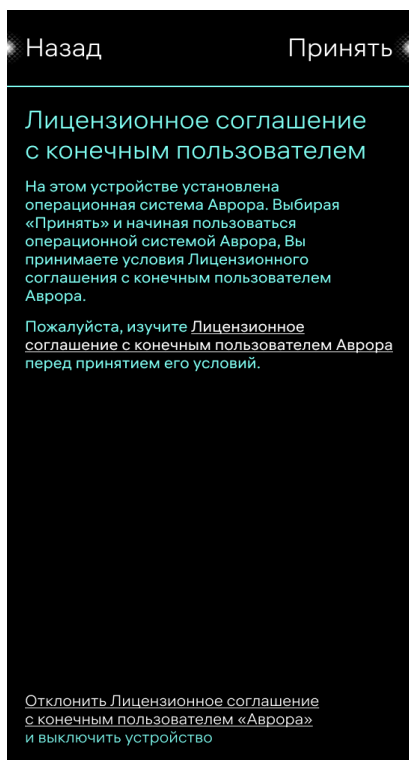 Назад
Принять
Лицензионное соглашение
с конечным пользователем
На этом устройстве установлена
операционная система Аврора. Выбирая
«Принять» и начиная пользоваться
операционной системой Аврора, Вы
принимаете условия Лицензионного
соглашения с конечным пользователем
Аврора.
Пожалуйста, изучите Лицензионное
соглашение с конечным пользователем Аврора
перед принятием его условий.
Отклонить Лицензионное соглашение
с конечным пользователем «Аврора»
и выключить устройство